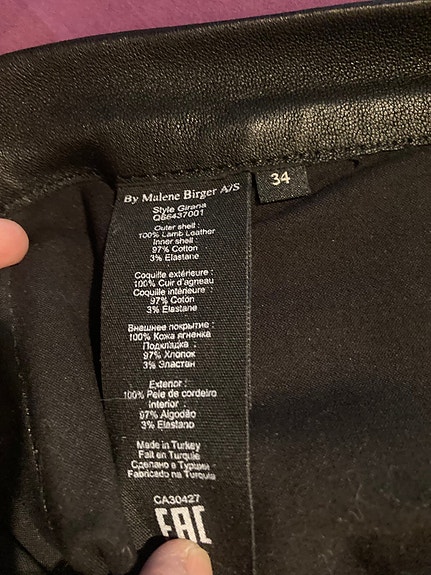 By Malene Birger A/S
34
Style Girana
Q66437001
Outer shell :
100% Lamb Leather
Inner shell :
97% Cotton
3% Elastane
Coquille extérieure :
100% Cuir d'agneau
Coquille intérieure :
97% Coton
3% Élastane
Внешнее покрытие :
100% Кожа ягненка
Подкладка :
97% Хлопок
3% Эластан
Exterior :
100% Pele de cordeiro
Interior :
97% Algodão
3% Elastano
Made in Turkey
Fait en Turquie
Сделано в Турции
Fabricado na Turquia
CA30427
EAC